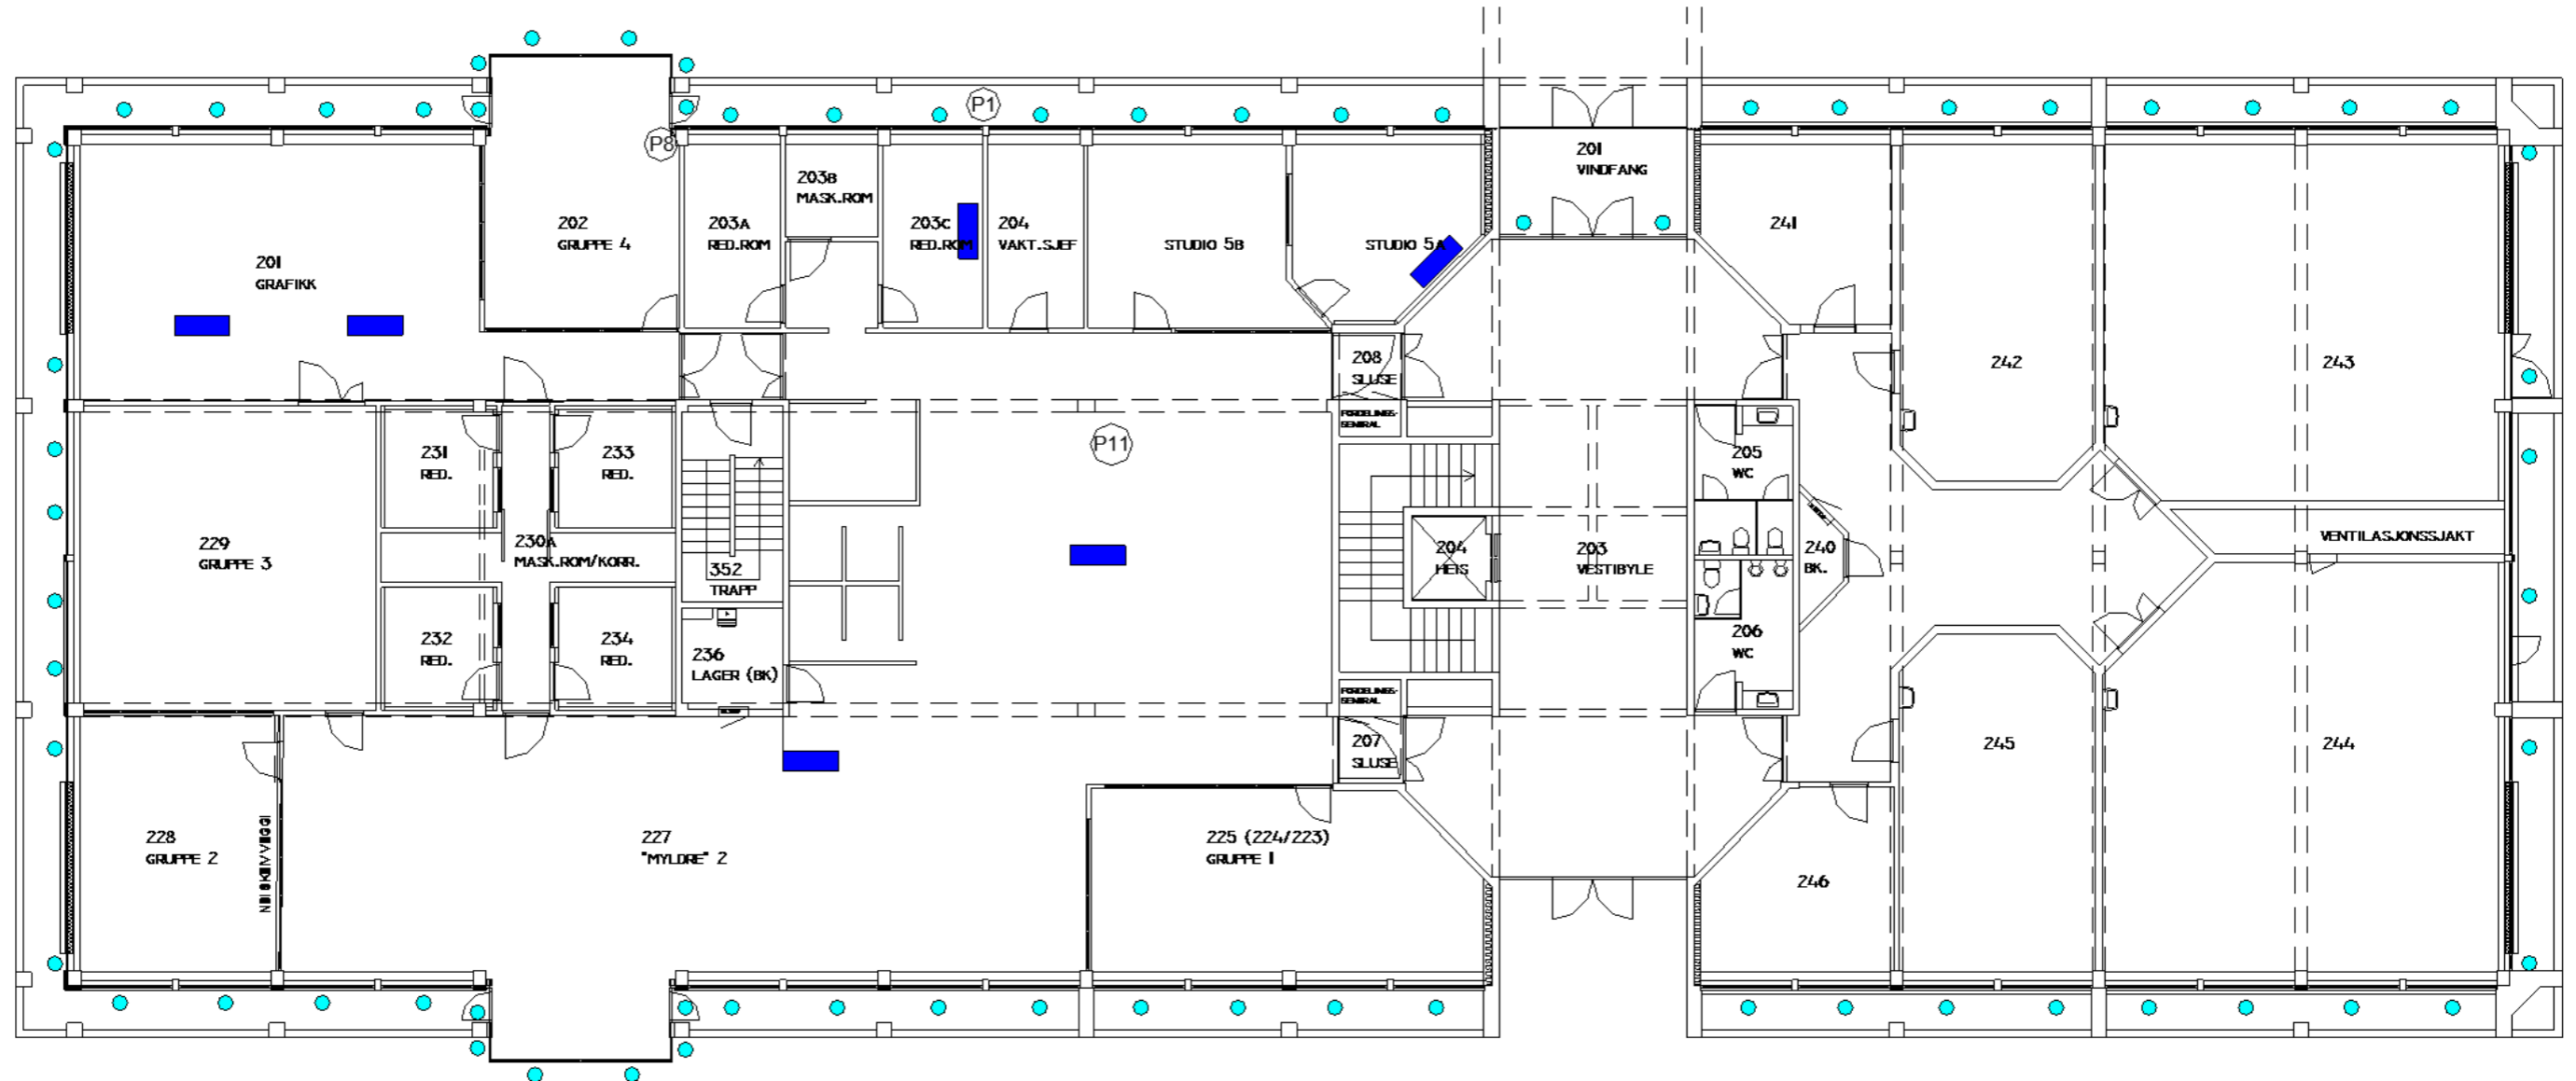 P1
P8
201
VINDFANG
203B
MASK.ROM
202
GRUPPE 4
203A
RED.ROM
203C
RED.ROM
204
VAKT.SJEF
STUDIO 5B
STUDIO 5A
241
201
GRAFIKK
208
SLUSE
242
243
FORDELINGS-
SENTRAL
P11
231
RED.
233
RED.
205
WC
229
GRUPPE 3
230A
MASK.ROM/KORR.
352
TRAPP
204
HEIS
203
VESTIBYLE
240
BK.
VENTILASJONSSJAKT
232
RED.
234
RED.
236
LAGER (BK)
206
WC
FORDELINGS-
SENTRAL
207
SLUSE
245
244
228
GRUPPE 2
227
"MYLDRE" 2
225 (224/223)
GRUPPE 1
246